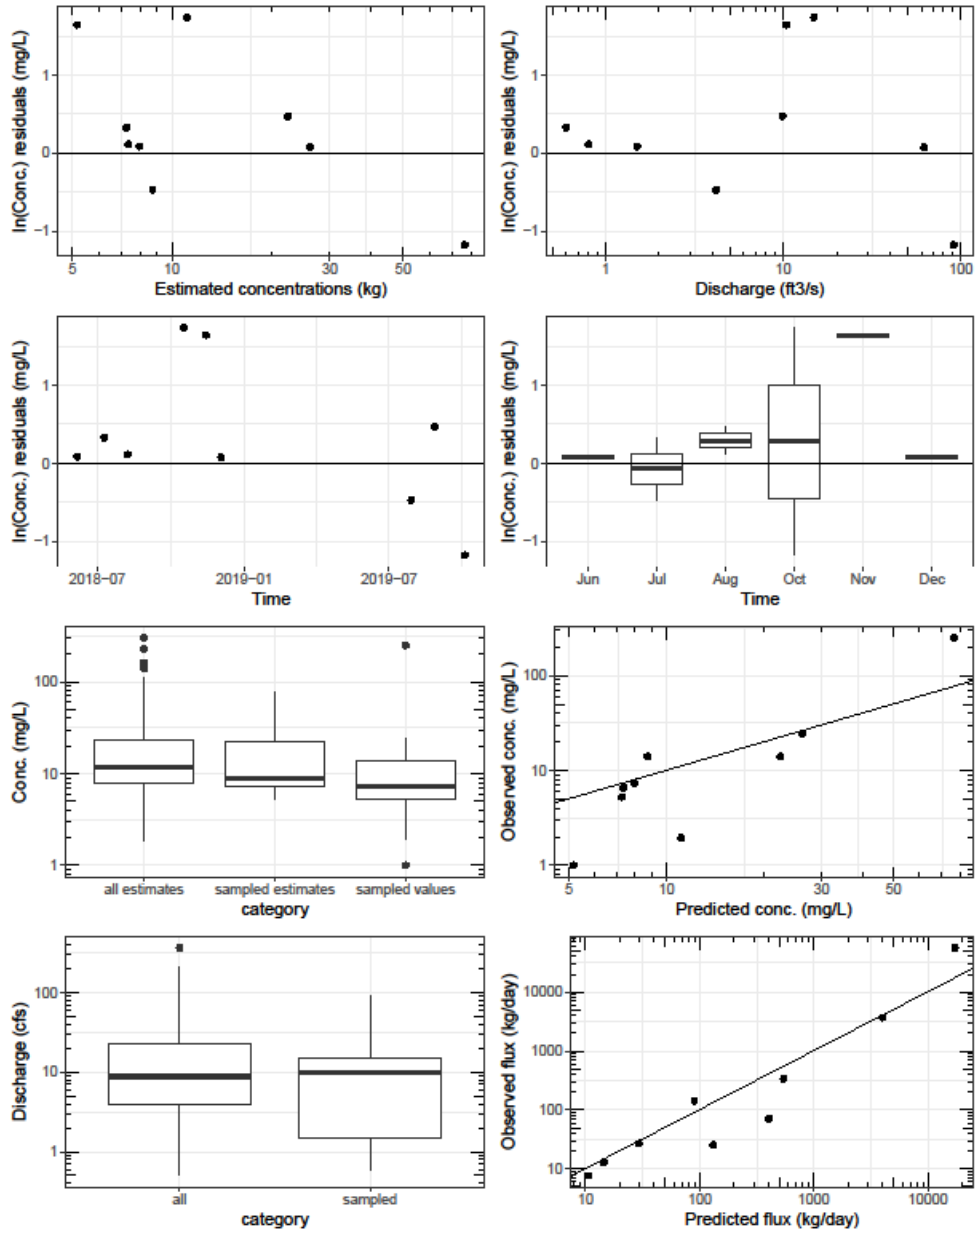 ln(Conc.) residuals (mg/L)
1
0
−1
5
10
30
50
Estimated concentrations (kg)
ln(Conc.) residuals (mg/L)
1
0
−1
1
10
100
Discharge (ft3/s)
ln(Conc.) residuals (mg/L)
1
0
−1
2018−07
2019−01
2019−07
Time
ln(Conc.) residuals (mg/L)
1
0
−1
Jun
Jul
Aug
Oct
Nov
Dec
Time
Conc. (mg/L)
100
10
1
all estimates
sampled estimates
sampled values
category
Observed conc. (mg/L)
100
10
1
5
10
30
50
Predicted conc. (mg/L)
Discharge (cfs)
100
10
1
all
sampled
category
Observed flux (kg/day)
10000
1000
100
10
10
100
1000
10000
Predicted flux (kg/day)